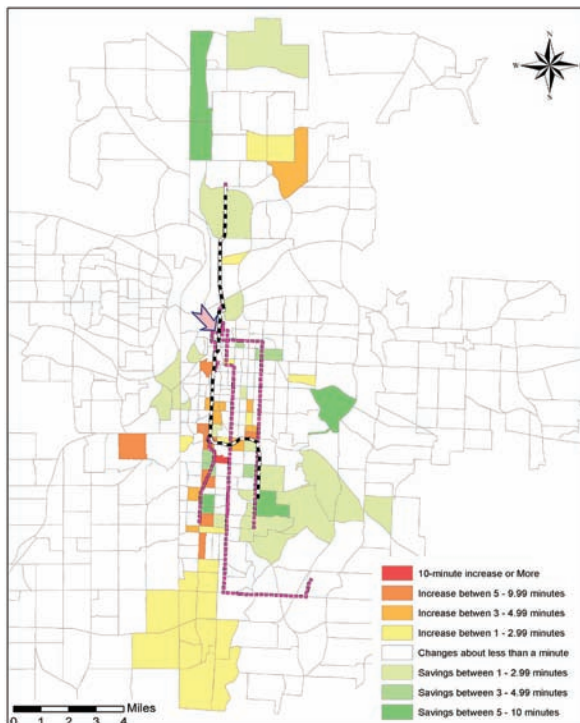 N
W E
S
10-minute increase or More
Increase betwen 5 - 9.99 minutes
Increase betwen 3 - 4.99 minutes
Increase betwen 1 - 2.99 minutes
Changes about less than a minute
Savings between 1 - 2.99 minutes
Savings between 3 - 4.99 minutes
Savings between 5 - 10 minutes
Miles
0 1 2 3 4